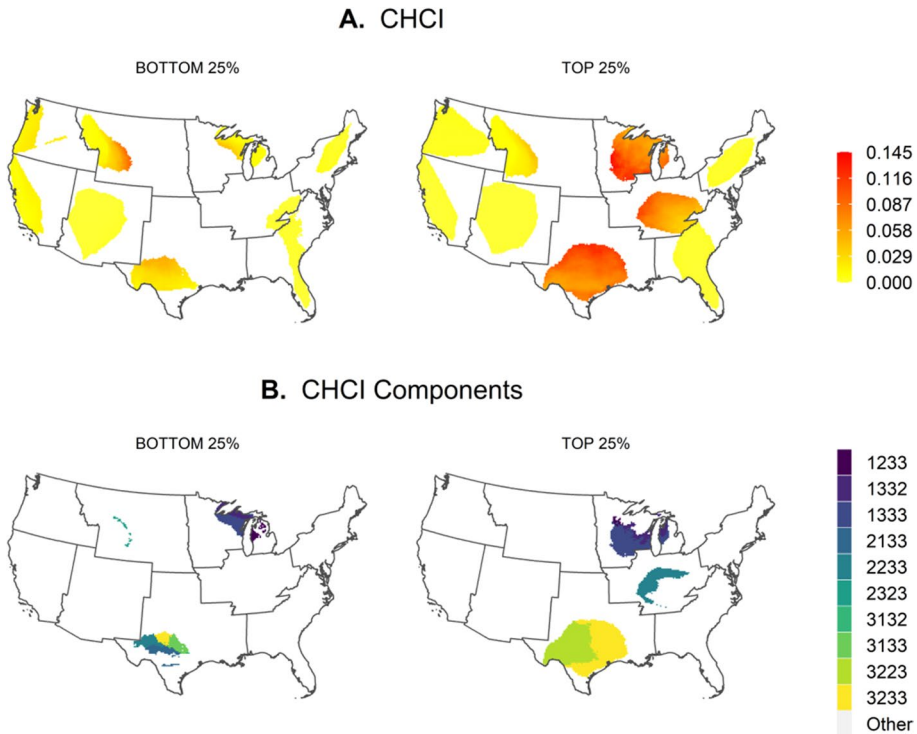 A. CHCI
BOTTOM 25%
TOP 25%
0.145
0.116
0.087
0.058
0.029
0.000
B. CHCI Components
BOTTOM 25%
TOP 25%
1233
1332
1333
2133
2233
2323
3132
3133
3223
3233
Other